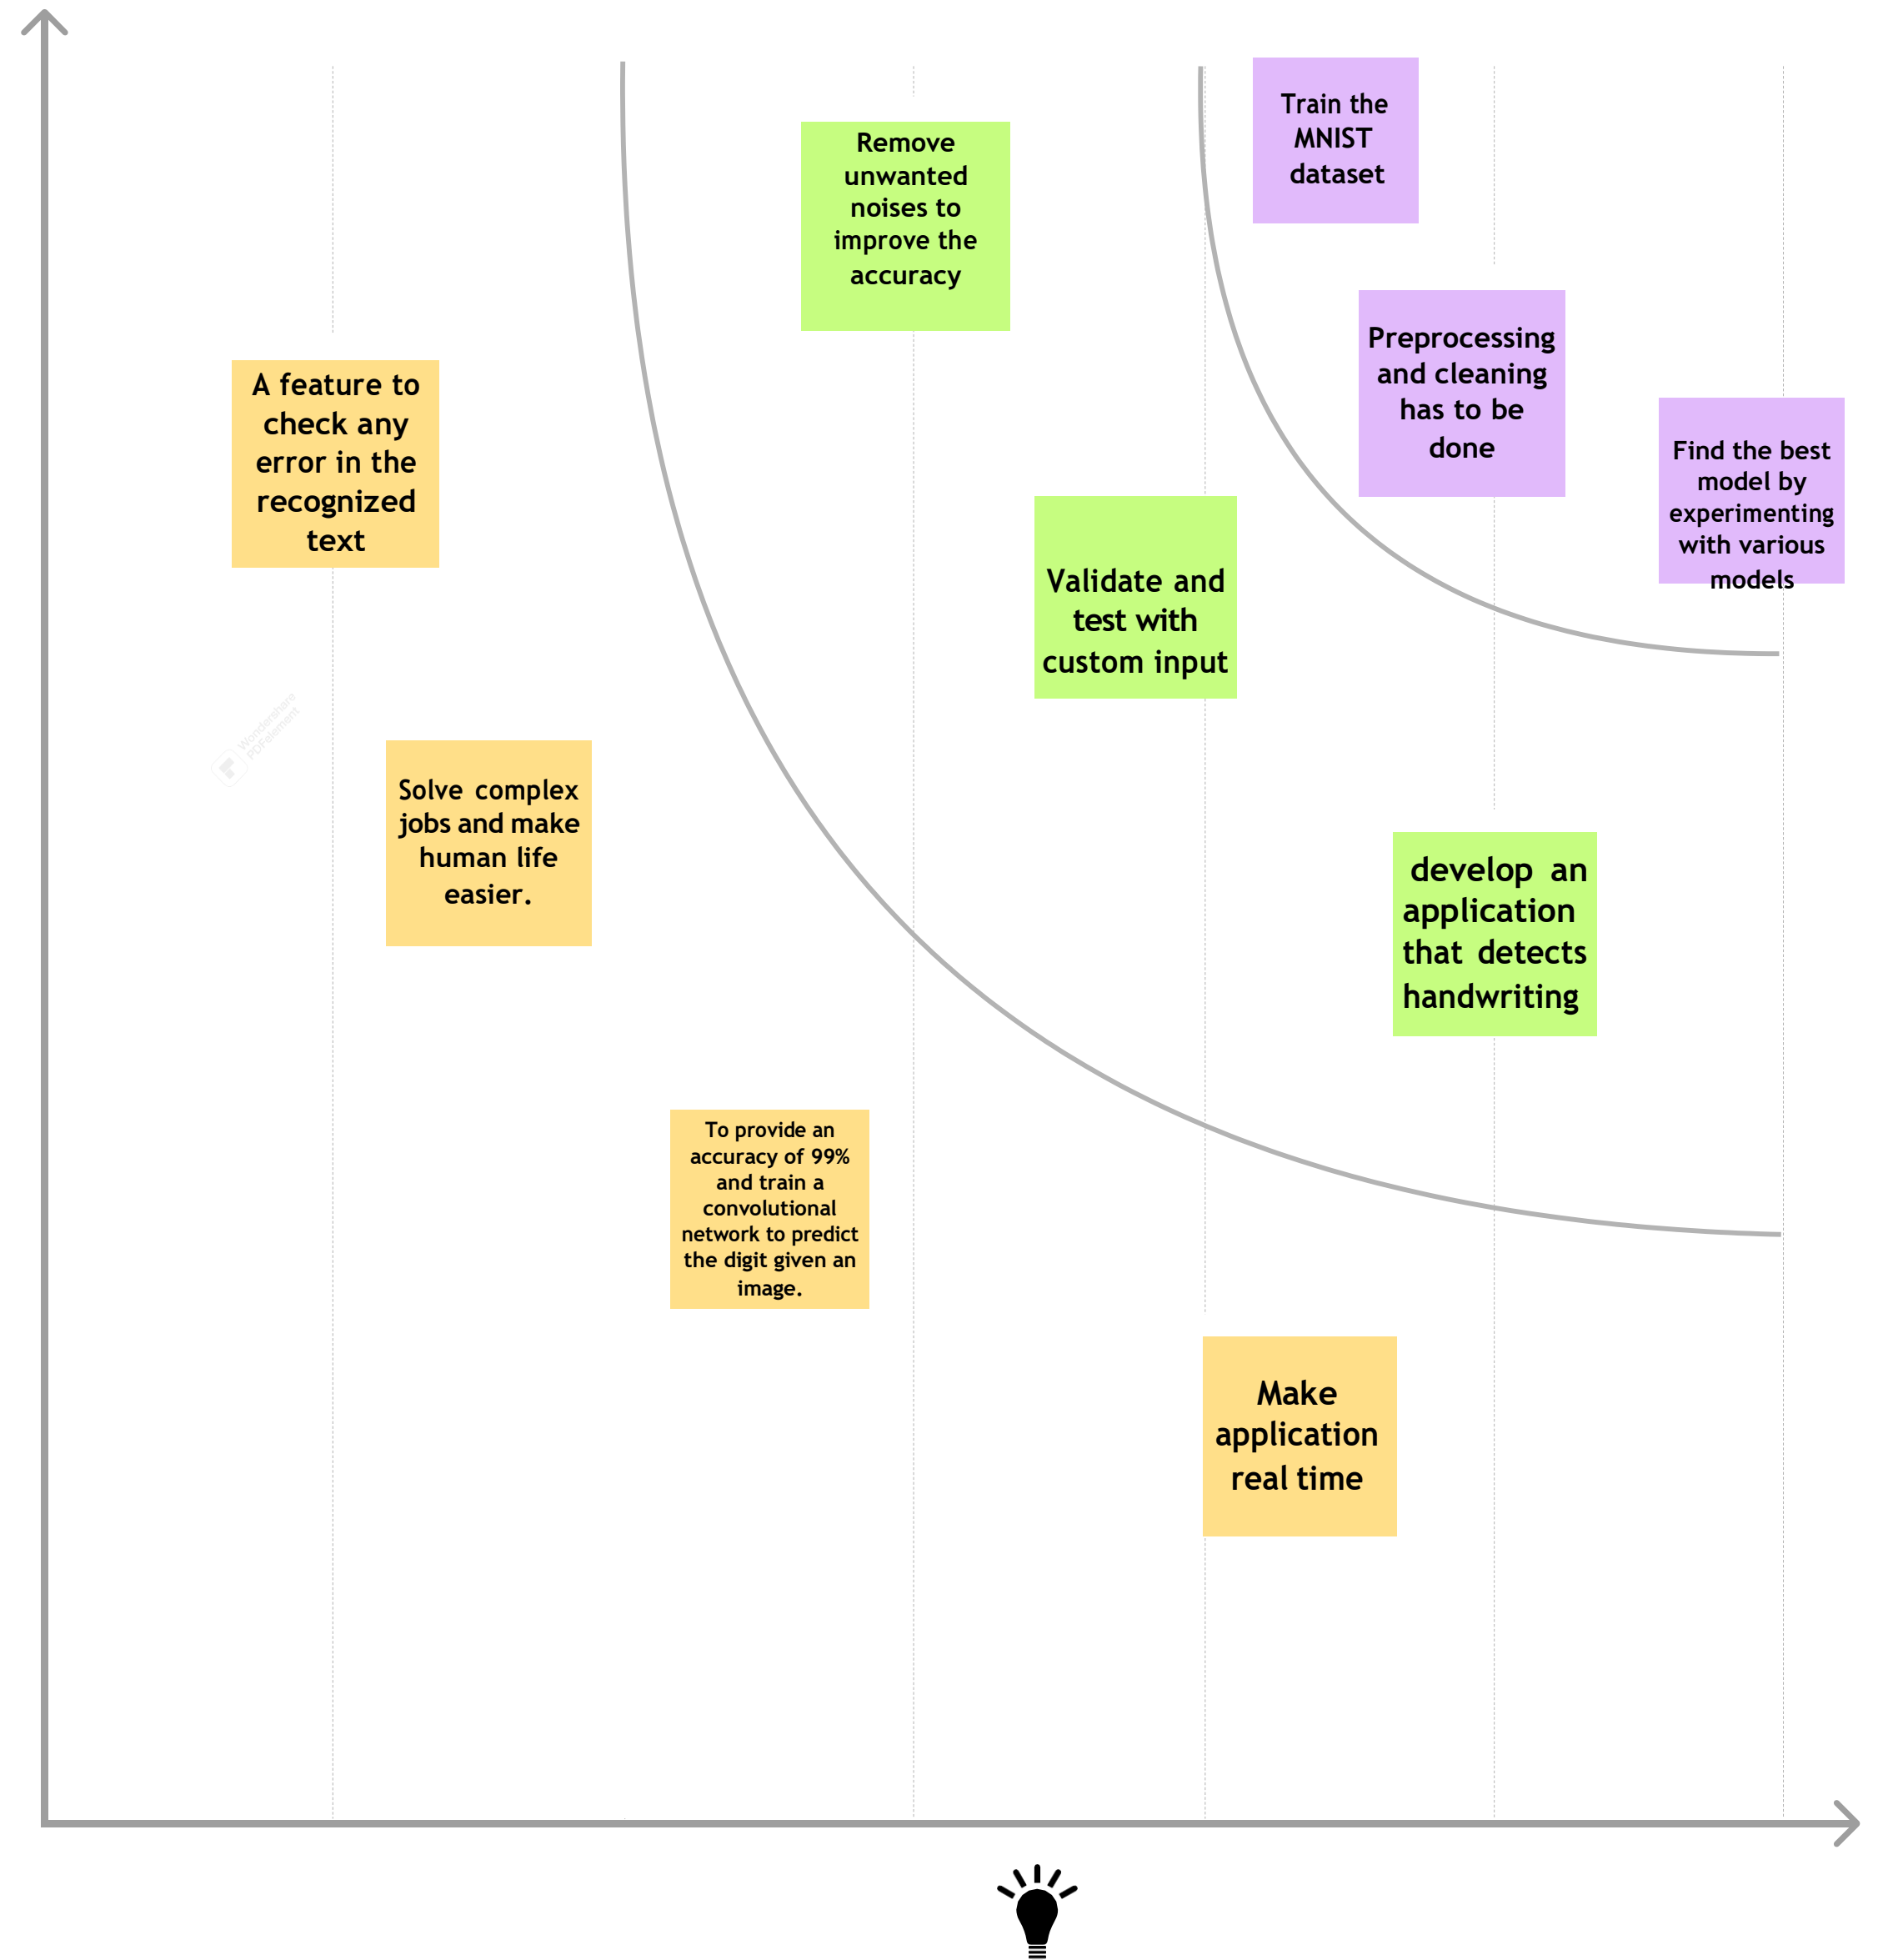 Train the
MNIST
dataset
Remove
unwanted
noises to
improve the
accuracy
Preprocessing
and cleaning
has to be
done
A feature to
check any
error in the
recognized
text
Find the best
model by
experimenting
with various
models
Validate and
test with
custom input
Wondershare
PDFelement
Solve complex
jobs and make
human life
easier.
develop an
application
that detects
handwriting
To provide an
accuracy of 99%
and train a
convolutional
network to predict
the digit given an
image.
Make
application
real time